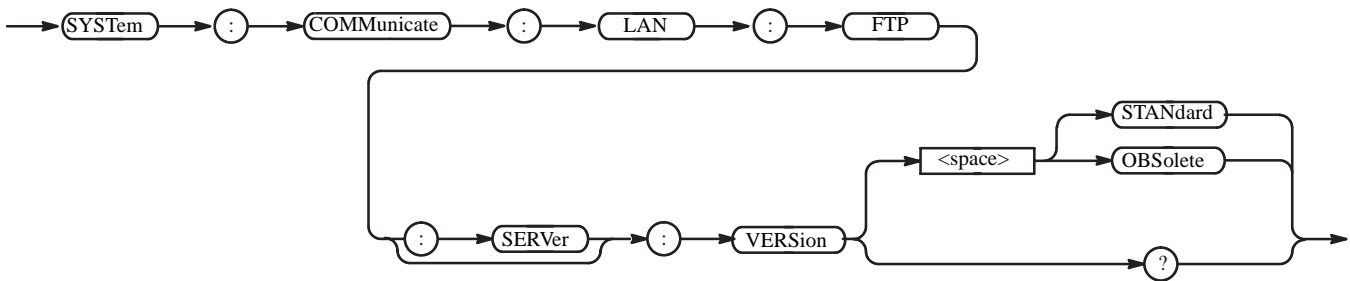 SYSTem : COMMunicate : LAN : FTP
STANdard
<space> OBSolete
: SERVer : VERSion
?